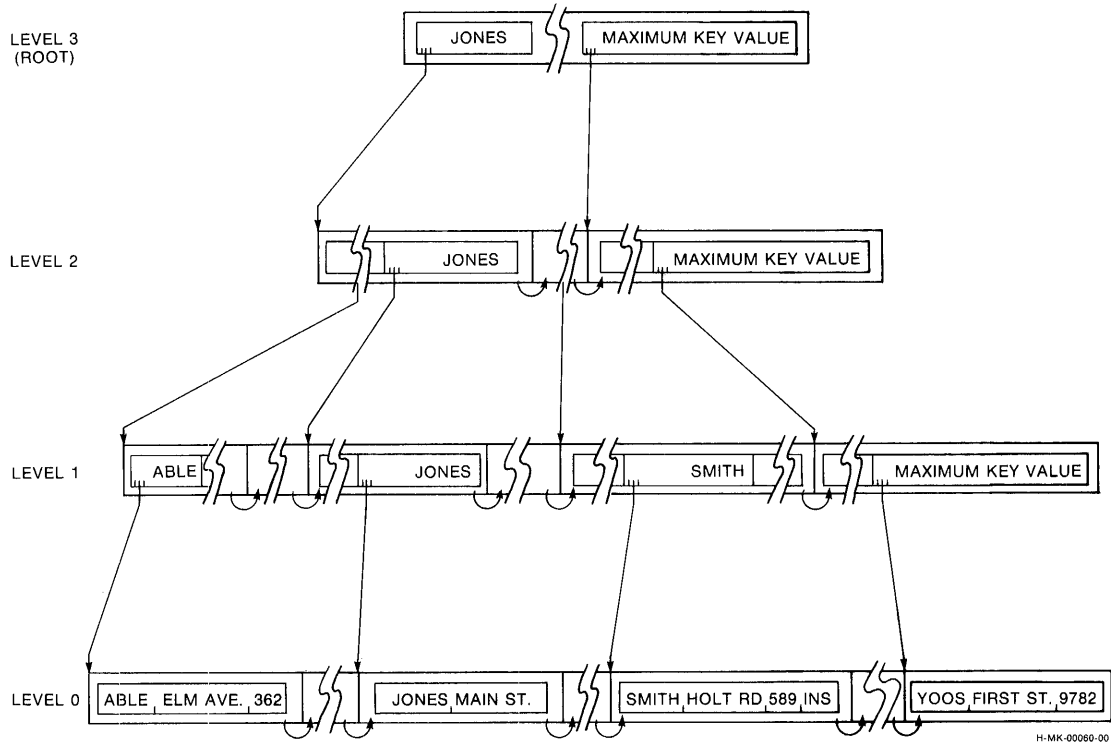 LEVEL 3
(ROOT)
JONES
MAXIMUM KEY VALUE
LEVEL 2
JONES
MAXIMUM KEY VALUE
LEVEL 1
ABLE
JONES
SMITH
MAXIMUM KEY VALUE
LEVEL 0
ABLE ELM AVE. 362
JONES MAIN ST.
SMITH HOLT RD 589 INS
YOOS FIRST ST. 9782
H-MK-00060-00